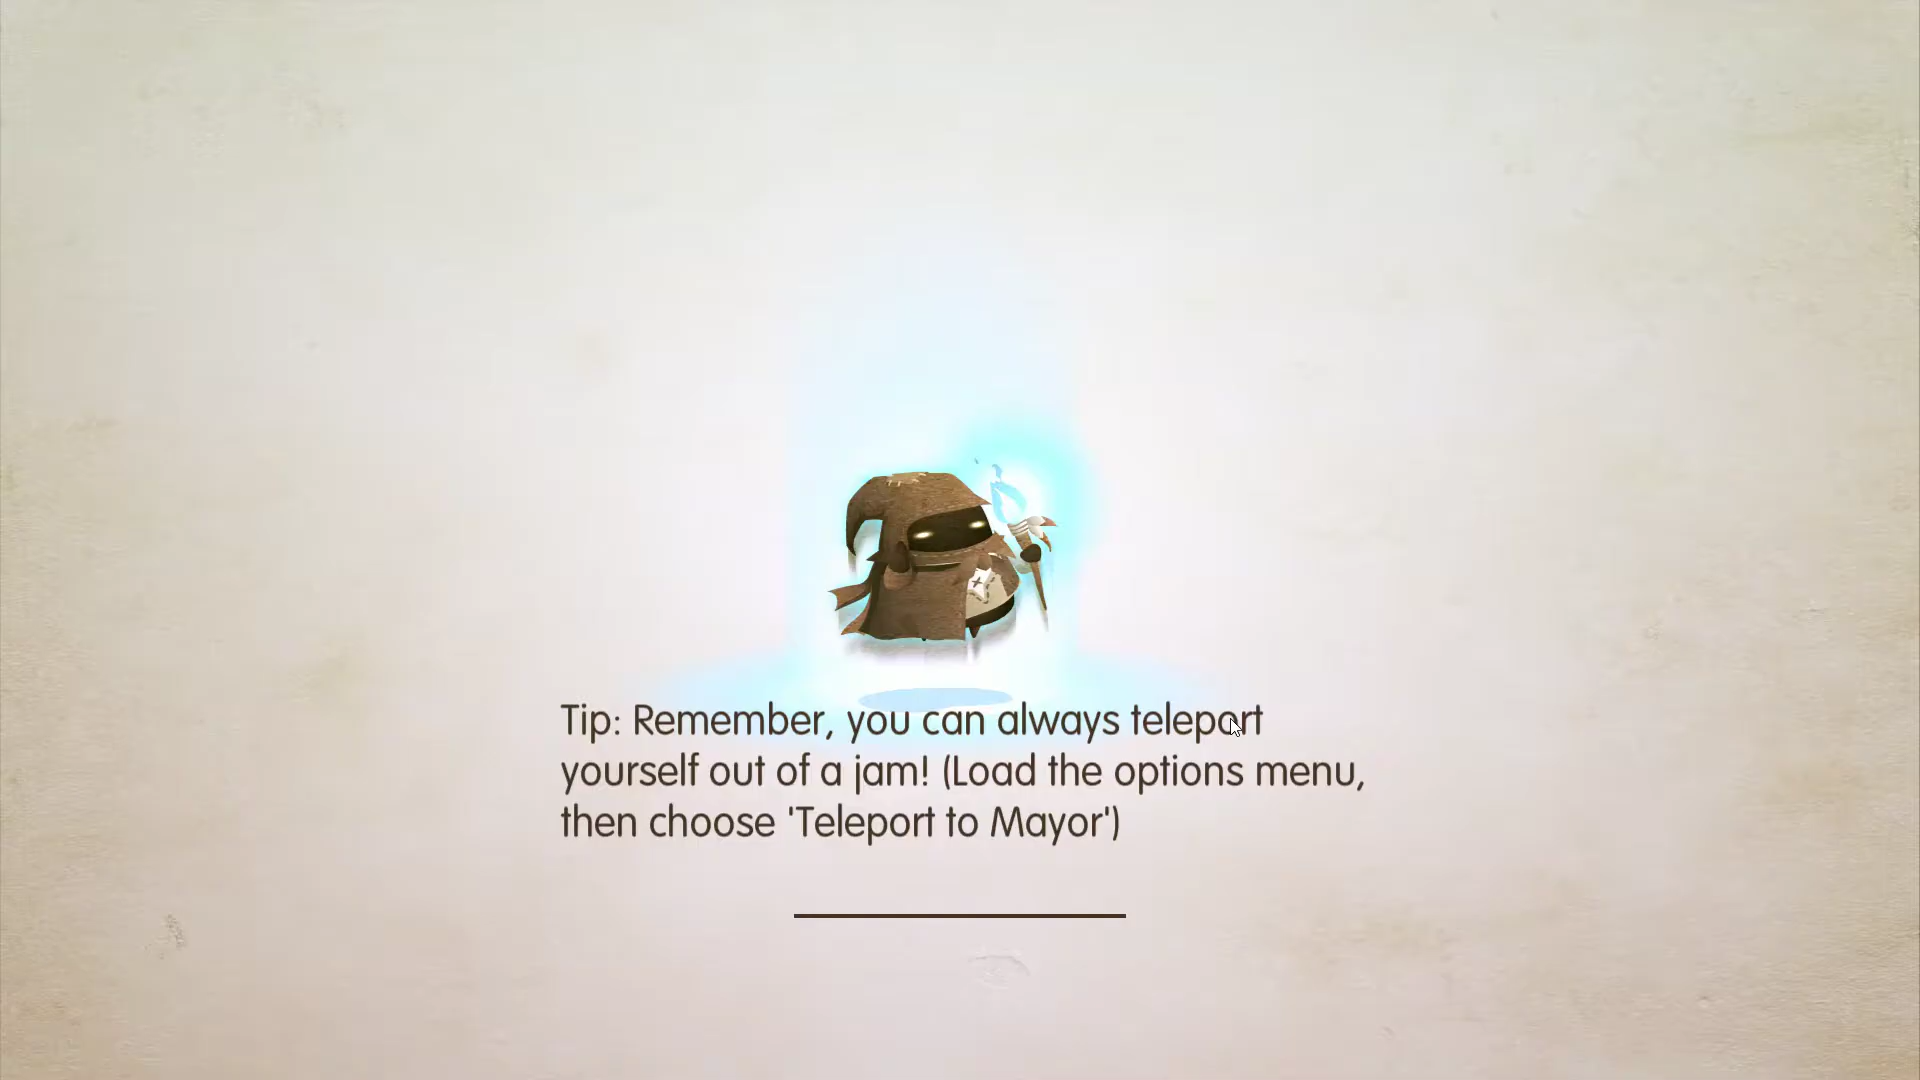 Tip: Remember, you can always teleport
yourself out of a jam! (Load the options menu,
then choose 'Teleport to Mayor')